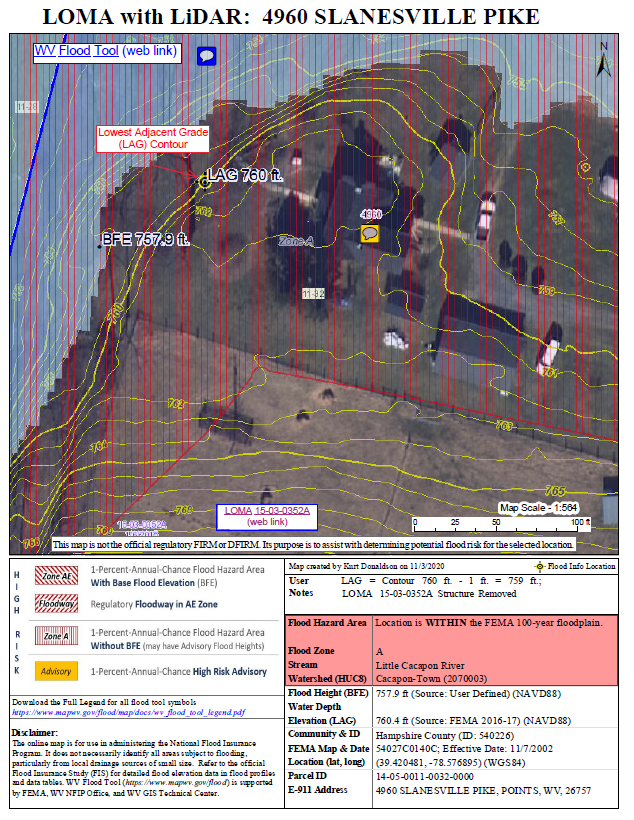 LOMA with LiDAR: 4960 SLANESVILLE PIKE
WV Flood Tool (web link)
N
11-33
Lowest Adjacent Grade
(LAG) Contour
LAG 760 ft.
4960
BFE 757.9 ft.
Zone A
11-32
759
760
761
763
763
764
765
766
LOMA 15-03-0352A
(web link)
15-03-0352A
Map Scale - 1:564
0 25 50 100 ft
This map is not the official regulatory FIRM or DFIRM. Its purpose is to assist with determining potential flood risk for the selected location.
HIGH RISK
Zone AE
1-Percent-Annual-Chance Flood Hazard Area
With Base Flood Elevation (BFE)
Floodway
Regulatory Floodway in AE Zone
Zone A
1-Percent-Annual-Chance Flood Hazard Area
Without BFE (may have Advisory Flood Heights)
Advisory
1-Percent-Annual-Chance High Risk Advisory
Download the Full Legend for all flood tool symbols
https://www.mapwv.gov/flood/map/docs/wv_flood_tool_legend.pdf
Disclaimer:
The online map is for use in administering the National Flood Insurance
Program. It does not necessarily identify all areas subject to flooding,
particularly from local drainage sources of small size. Refer to the official
Flood Insurance Study (FIS) for detailed flood elevation data in flood profiles
and data tables. WV Flood Tool (https://www.mapwv.gov/flood) is supported
by FEMA, WV NFIP Office, and WV GIS Technical Center.
Map created by Kurt Donaldson on 11/3/2020 Flood Info Location
User Notes LAG = Contour 760 ft. - 1 ft. = 759 ft.;
LOMA 15-03-0352A Structure Removed
Flood Hazard Area Location is WITHIN the FEMA 100-year floodplain.
Flood Zone A
Stream Little Cacapon River
Watershed (HUC8) Cacapon-Town (2070003)
Flood Height (BFE) 757.9 ft (Source: User Defined) (NAVD88)
Water Depth
Elevation (LAG) 760.4 ft (Source: FEMA 2016-17) (NAVD88)
Community & ID Hampshire County (ID: 540226)
FEMA Map & Date 54027C0140C; Effective Date: 11/7/2002
Location (lat, long) (39.420481, -78.576895) (WGS84)
Parcel ID 14-05-0011-0032-0000
E-911 Address 4960 SLANESVILLE PIKE, POINTS, WV, 26757